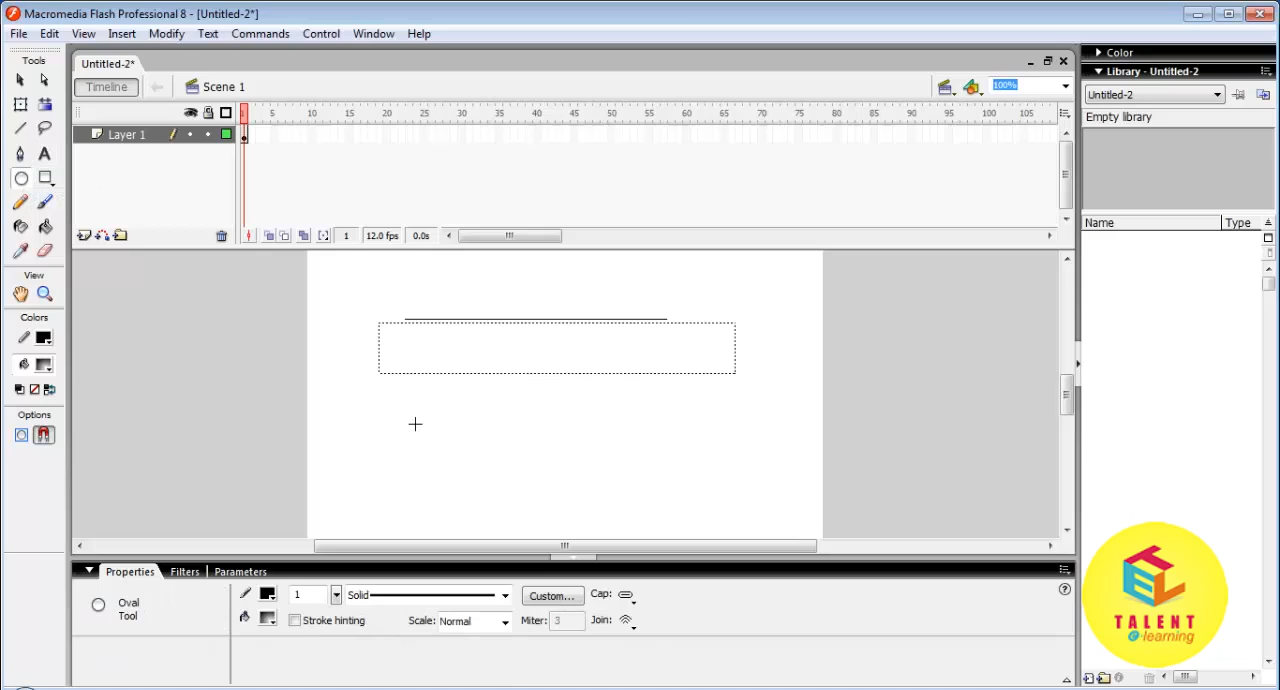 Macromedia Flash Professional 8 - [Untitled-2*]
File Edit View Insert Modify Text Commands Control Window Help
Tools
Untitled-2*
Timeline
Scene 1
100%
5 10 15 20 25 30 35 40 45 50 55 60 65 70 75 80 85 90 95 100 105
Layer 1
1 12.0 fps 0.0s
View
Colors
Options
Properties Filters Parameters
Oval
Tool
1 Solid Custom... Cap:
Stroke hinting Scale: Normal Miter: 3 Join:
Color
Library - Untitled-2
Untitled-2
Empty library
Name Type
TEL
TALENT
e-learning